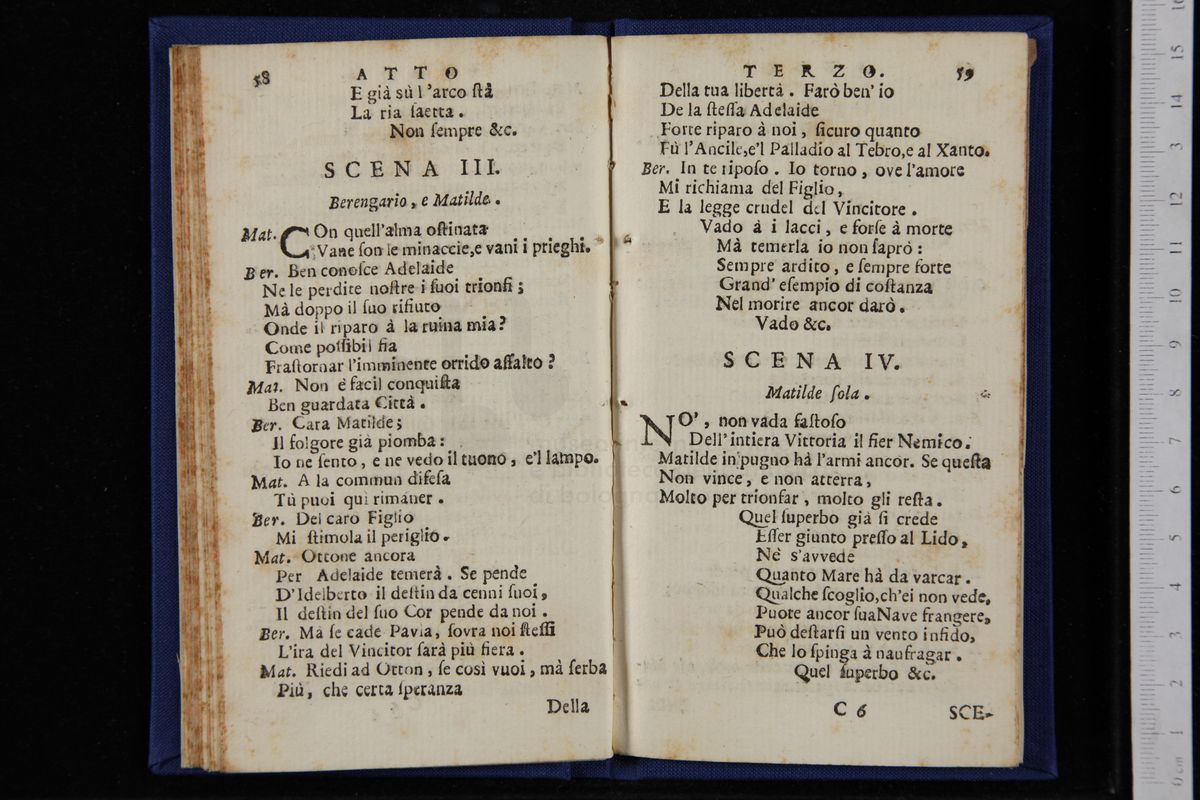 58 ATTO
E già sù l'arco ſtà
La ria ſaetta.
Non ſempre &c.
SCENA III.
Berengario, e Matilde.
Mat. COn quell'alma oſtinata
Vane ſon le minaccie,e vani i prieghi.
Ber. Ben conoſce Adelaide
Ne le perdite noſtre i ſuoi trionfi;
Mà doppo il ſuo rifiuto
Onde il riparo à la ruina mia?
Come poſſibil fia
Fraſtornar l'imminente orrido aſſalto?
Mat. Non è facil conquiſta
Ben guardata Città.
Ber. Cara Matilde;
Il folgore già piomba:
Io ne ſento, e ne vedo il tuono, e'l lampo.
Mat. A la commun difeſa
Tù puoi quì rimaner.
Ber. Del caro Figlio
Mi ſtimola il periglio.
Mat. Ottone ancora
Per Adelaide temerà. Se pende
D'Idelberto il deſtin da cenni ſuoi,
Il deſtin del ſuo Cor pende da noi.
Ber. Mà ſe cade Pavia, ſovra noi ſteſſi
L'ira del Vincitor ſarà più fiera.
Mat. Riedi ad Otton, ſe così vuoi, mà ſerba
Più, che certa ſperanza
Della
TERZO. 59
Della tua libertà. Farò ben' io
De la ſteſſa Adelaide
Forte riparo à noi, ſicuro quanto
Fù l'Ancile,e'l Palladio al Tebro,e al Xanto.
Ber. In te ripoſo. Io torno, ove l'amore
Mi richiama del Figlio,
E la legge crudel del Vincitore.
Vado à i lacci, e forſe à morte
Mà temerla io non ſaprò:
Sempre ardito, e ſempre forte
Grand' eſempio di coſtanza
Nel morire ancor darò.
Vado &c.
SCENA IV.
Matilde ſola.
NO', non vada faſtoſo
Dell'intiera Vittoria il fier Nemico.
Matilde in pugno hà l'armi ancor. Se queſta
Non vince, e non atterra,
Molto per trionfar, molto gli reſta.
Quel ſuperbo già ſi crede
Eſſer giunto preſſo al Lido,
Nè s'avvede
Quanto Mare hà da varcar.
Qualche ſcoglio,ch'ei non vede,
Puote ancor ſuaNave frangere,
Può deſtarſi un vento infido,
Che lo ſpinga à naufragar.
Quel ſuperbo &c.
C 6 SCE-